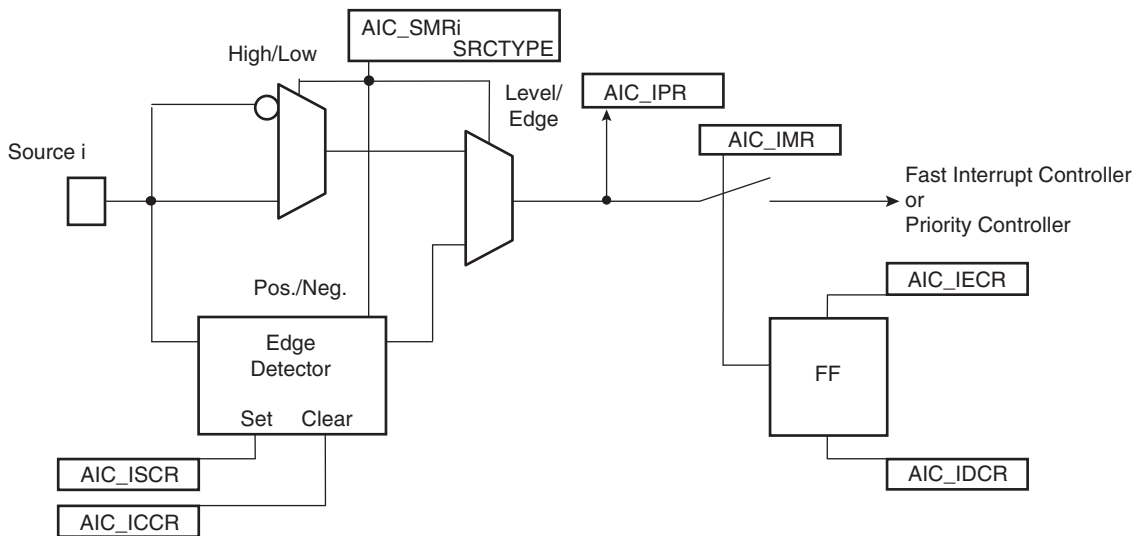 AIC_SMRi
SRCTYPE
High/Low
Level/
Edge
AIC_IPR
AIC_IMR
Source i
Fast Interrupt Controller
or
Priority Controller
Pos./Neg.
AIC_IECR
Edge
Detector
FF
Set Clear
AIC_ISCR
AIC_IDCR
AIC_ICCR